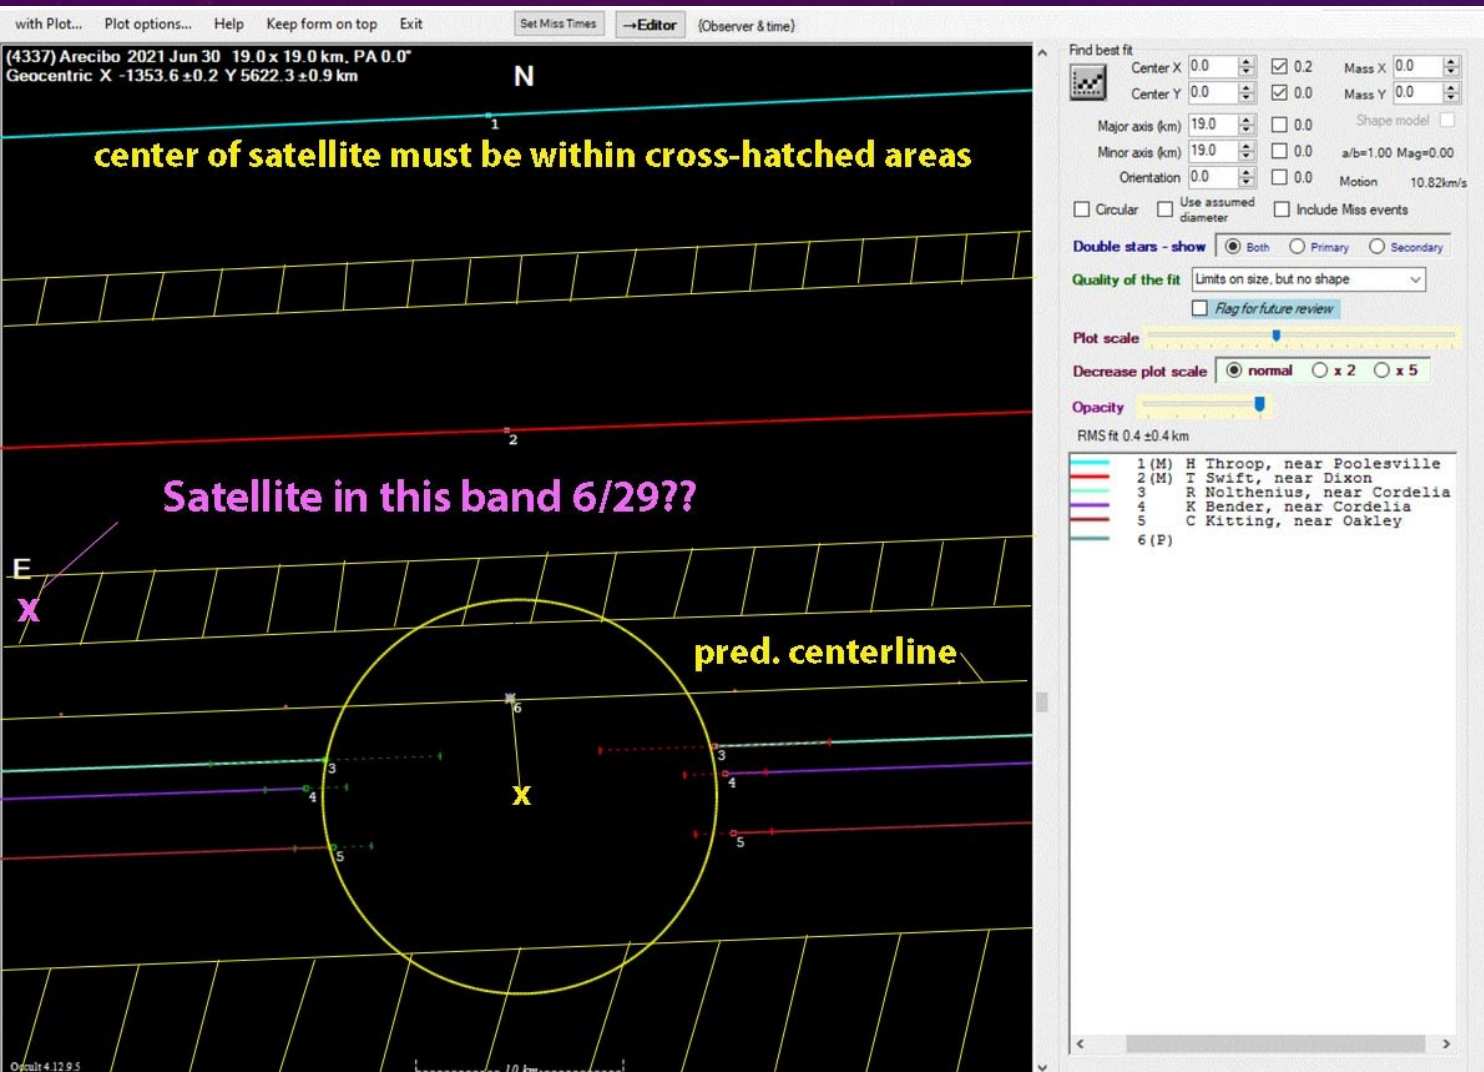 with Plot... Plot options... Help Keep form on top Exit Set Miss Times →Editor {Observer & time}
(4337) Arecibo 2021 Jun 30 19.0 x 19.0 km, PA 0.0°
Geocentric X -1353.6 ±0.2 Y 5622.3 ±0.9 km
N
1
center of satellite must be within cross-hatched areas
2
Satellite in this band 6/29??
E
X
pred. centerline
6
3
3
4
4
X
5
5
10 km
Occult 4.12.9.5
Find best fit
Center X 0.0 0.2 Mass X 0.0
Center Y 0.0 0.0 Mass Y 0.0
Major axis (km) 19.0 0.0 Shape model
Minor axis (km) 19.0 0.0 a/b=1.00 Mag=0.00
Orientation 0.0 0.0 Motion 10.82km/s
Circular Use assumed diameter Include Miss events
Double stars - show Both Primary Secondary
Quality of the fit Limits on size, but no shape
Flag for future review
Plot scale
Decrease plot scale normal x 2 x 5
Opacity
RMS fit 0.4 ±0.4 km
1 (M) H Throop, near Poolesville
2 (M) T Swift, near Dixon
3 R Nolthenius, near Cordelia
4 K Bender, near Cordelia
5 C Kitting, near Oakley
6 (P)